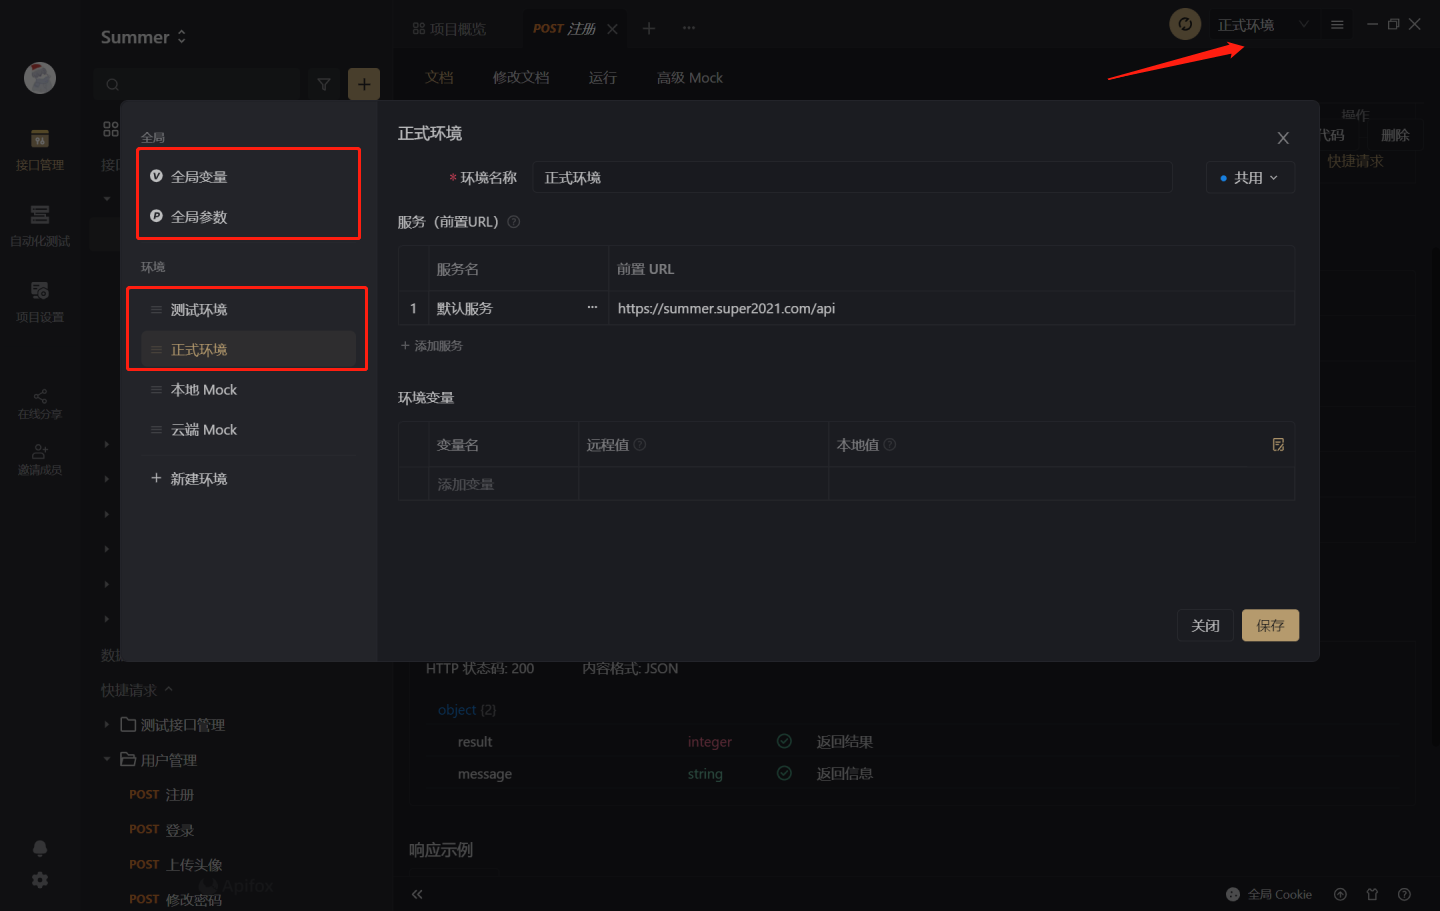 Summer
项目概览
POST 注册
正式环境
文档
修改文档
运行
高级 Mock
接口管理
自动化测试
项目设置
在线分享
邀请成员
接口
操作
代码
删除
快捷请求
全局
全局变量
全局参数
环境
测试环境
正式环境
本地 Mock
云端 Mock
新建环境
正式环境
* 环境名称
正式环境
共用
服务（前置URL）
服务名
前置 URL
1
默认服务
https://summer.super2021.com/api
+ 添加服务
环境变量
变量名
远程值
本地值
添加变量
关闭
保存
数据
快捷请求
测试接口管理
用户管理
POST 注册
POST 登录
POST 上传头像
POST 修改密码
Apifox
HTTP 状态码: 200
内容格式: JSON
object (2)
result
integer
返回结果
message
string
返回信息
响应示例
全局 Cookie